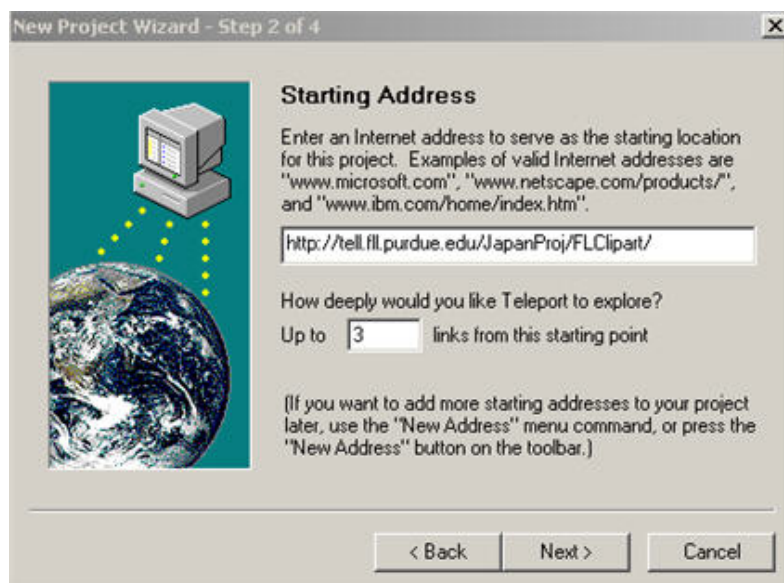 New Project Wizard - Step 2 of 4
Starting Address
Enter an Internet address to serve as the starting location
for this project. Examples of valid Internet addresses are
"www.microsoft.com", "www.netscape.com/products/",
and "www.ibm.com/home/index.htm".
http://tell.fll.purdue.edu/JapanProj/FLClipart/
How deeply would you like Teleport to explore?
Up to 3 links from this starting point
(If you want to add more starting addresses to your project
later, use the "New Address" menu command, or press the
"New Address" button on the toolbar.)
< Back Next > Cancel